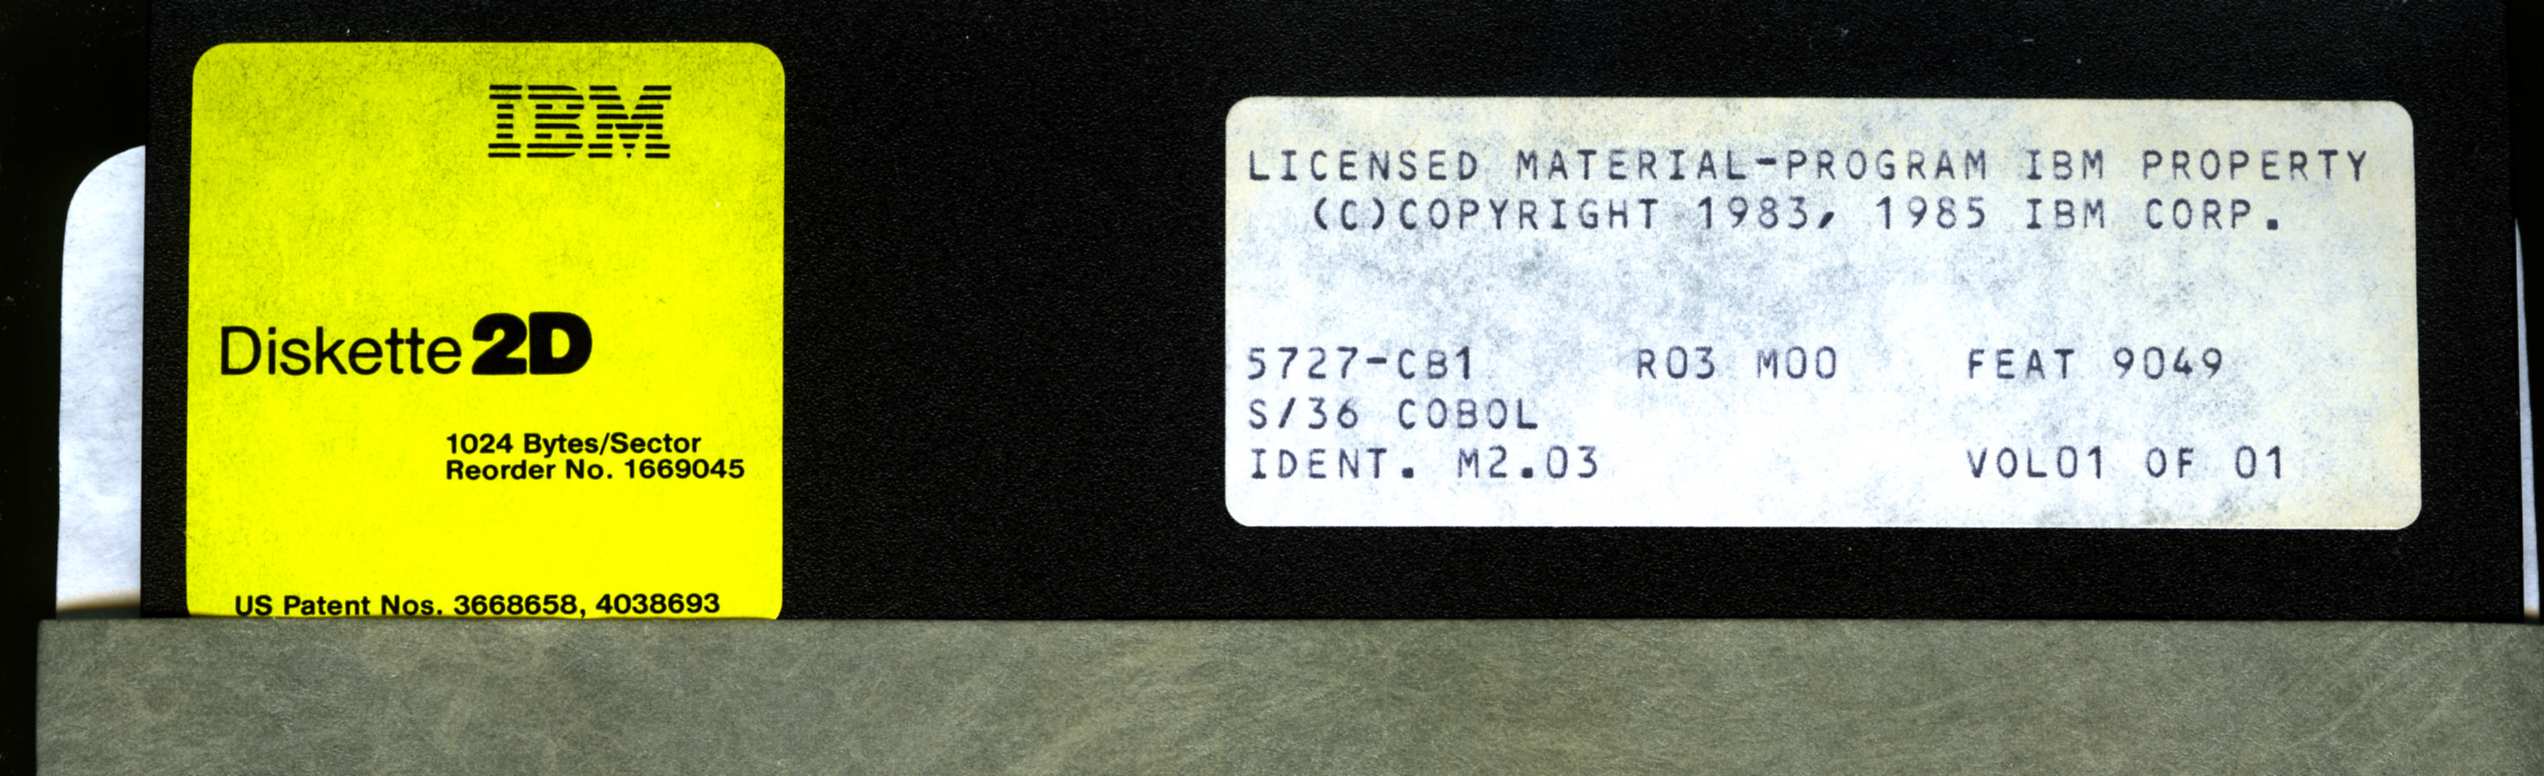 IBM
Diskette 2D
1024 Bytes/Sector
Reorder No. 1669045
US Patent Nos. 3668658, 4038693
LICENSED MATERIAL-PROGRAM IBM PROPERTY
(C)COPYRIGHT 1983, 1985 IBM CORP.
5727-CB1 R03 M00 FEAT 9049
S/36 COBOL
IDENT. M2.03 VOL01 OF 01